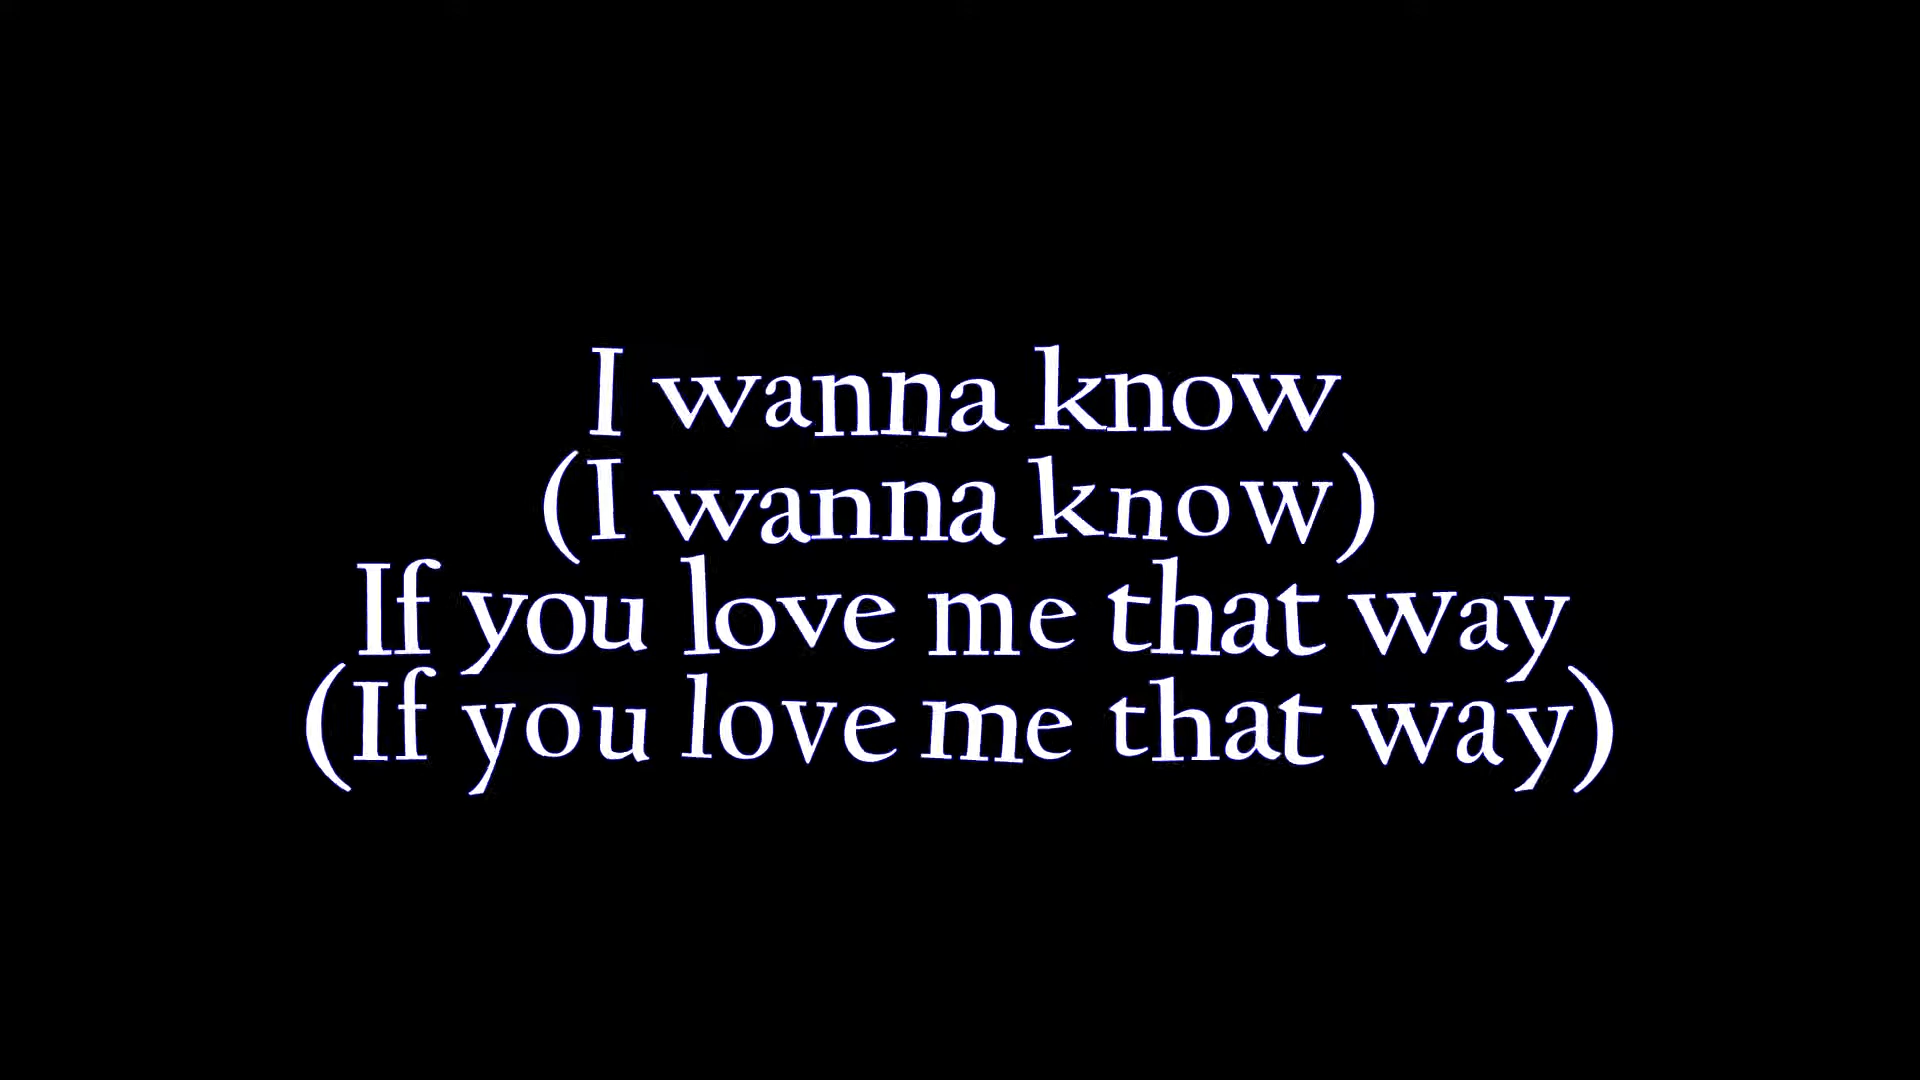 I wanna know
(I wanna know)
If you love me that way
(If you love me that way)